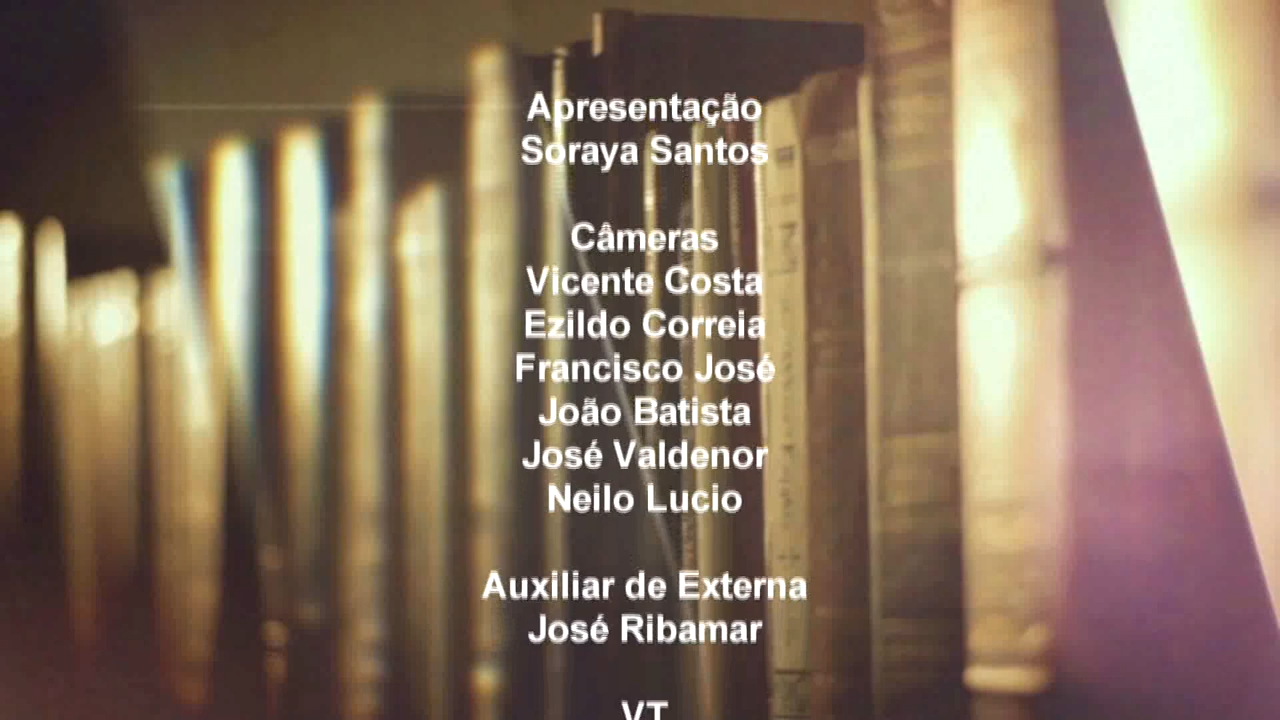 Apresentação
Soraya Santos
Câmeras
Vicente Costa
Ezildo Correia
Francisco José
João Batista
José Valdenor
Neilo Lucio
Auxiliar de Externa
José Ribamar
VT